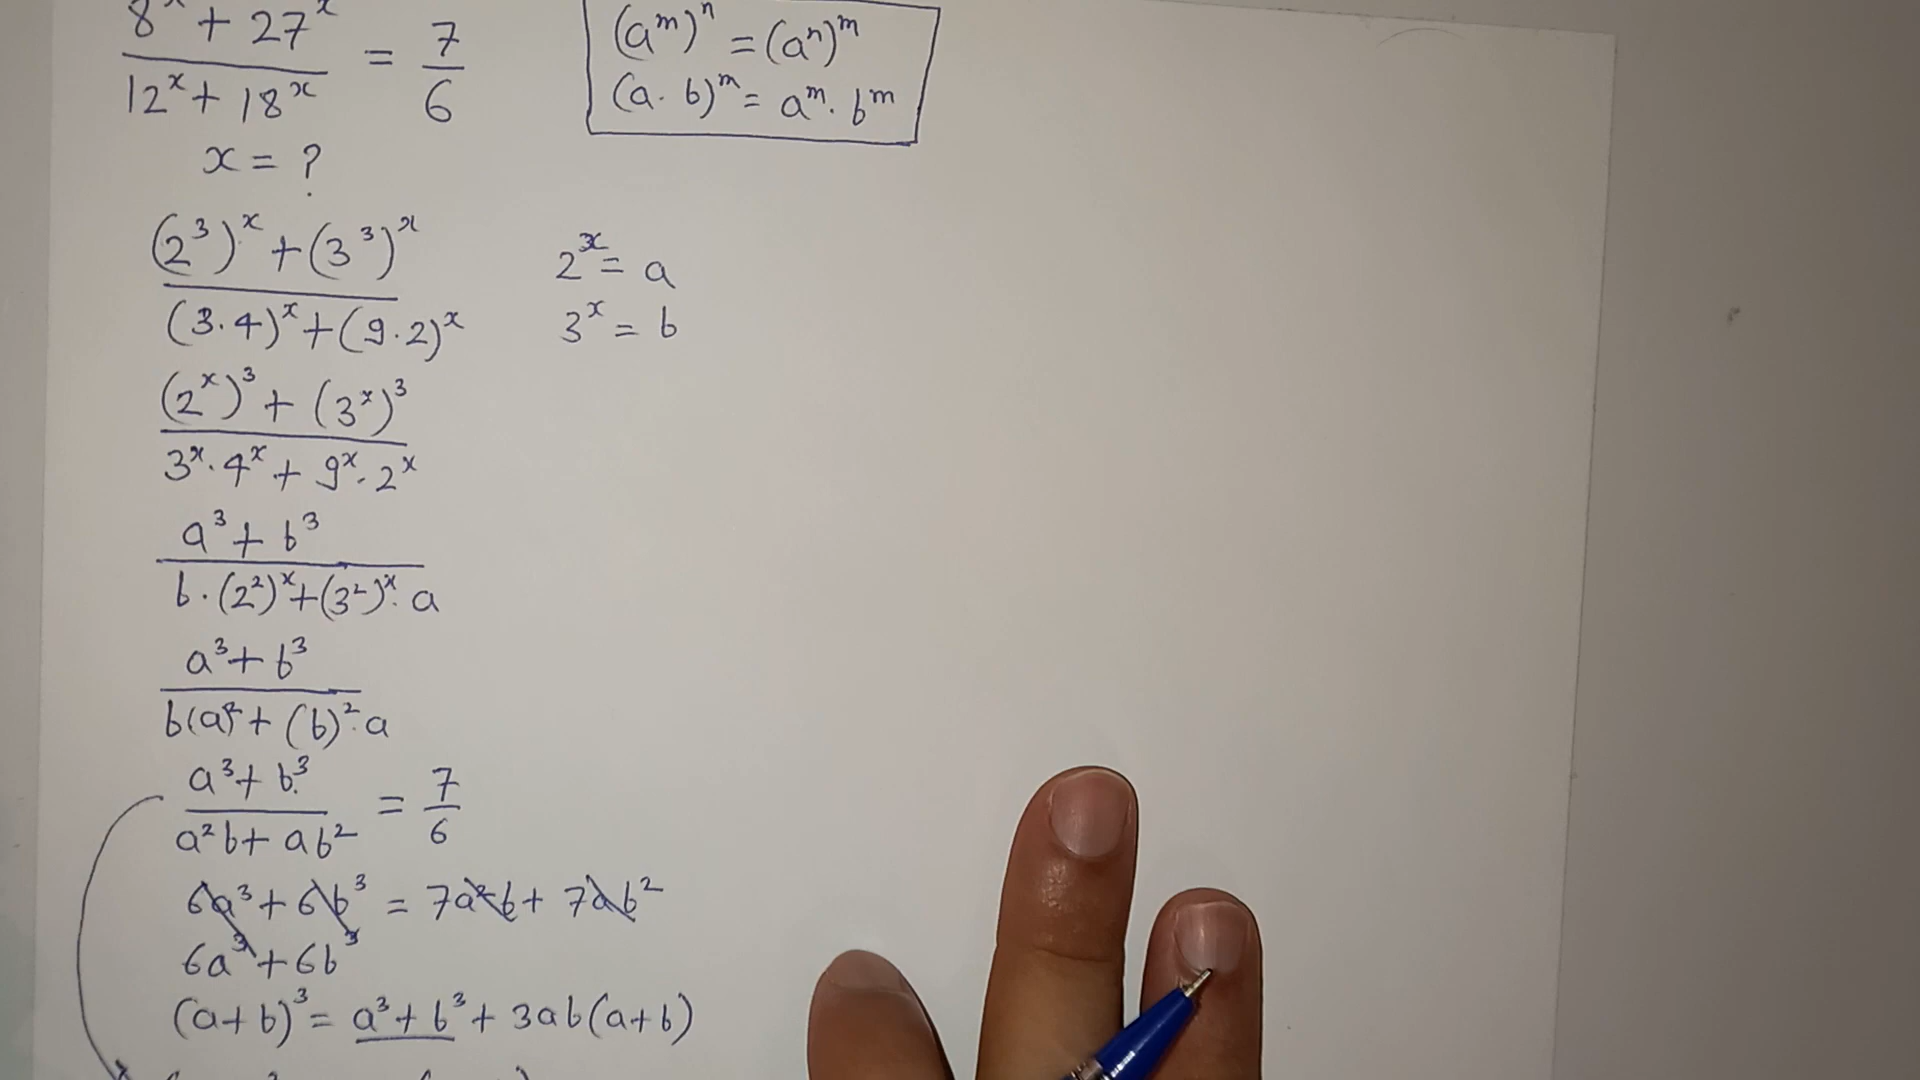 8^x + 27^x / 12^x + 18^x = 7/6
(a^m)^n = (a^n)^m
(a · b)^m = a^m · b^m
x = ?
(2^3)^x + (3^3)^x / (3·4)^x + (9·2)^x
2^x = a
3^x = b
(2^x)^3 + (3^x)^3 / 3^x · 4^x + 9^x · 2^x
a^3 + b^3 / b · (2^2)^x + (3^2)^x · a
a^3 + b^3 / b(a)^2 + (b)^2 · a
a^3 + b^3 / a^2b + ab^2 = 7/6
6a^3 + 6b^3 = 7a^2b + 7ab^2
6a^3 + 6b^3
(a+b)^3 = a^3 + b^3 + 3ab(a+b)